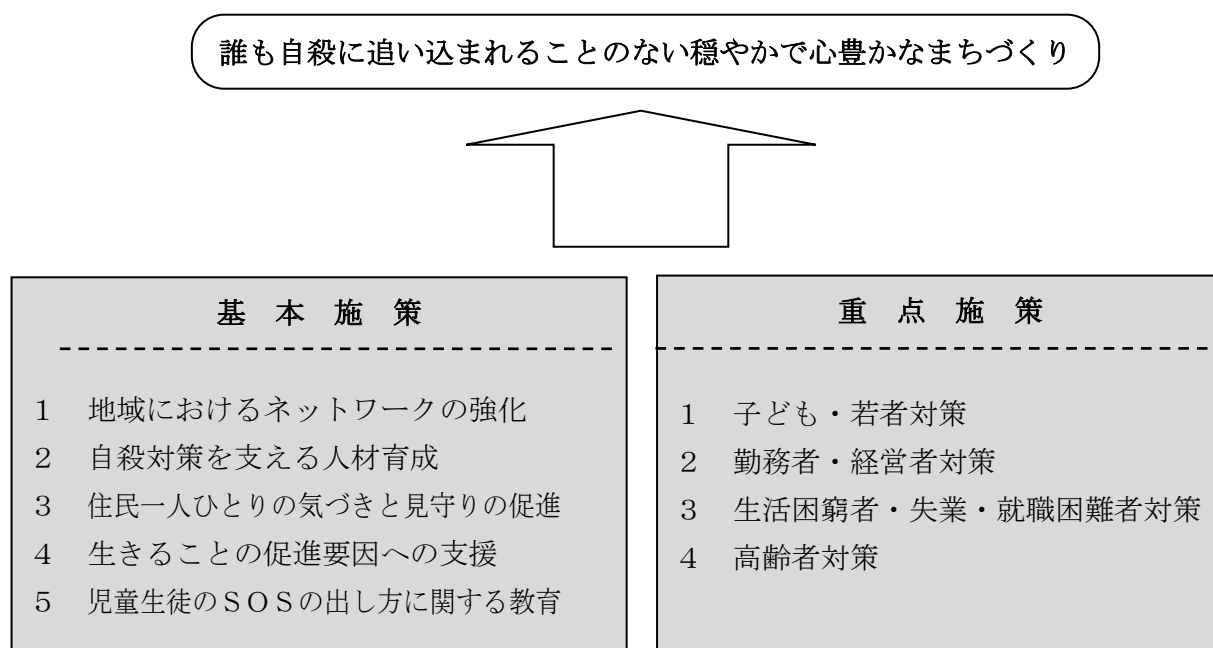 誰も自殺に追い込まれることのない穏やかで心豊かなまちづくり
基 本 施 策
1 地域におけるネットワークの強化
2 自殺対策を支える人材育成
3 住民一人ひとりの気づきと見守りの促進
4 生きることの促進要因への支援
5 児童生徒のSOSの出し方に関する教育
重 点 施 策
1 子ども・若者対策
2 勤務者・経営者対策
3 生活困窮者・失業・就職困難者対策
4 高齢者対策